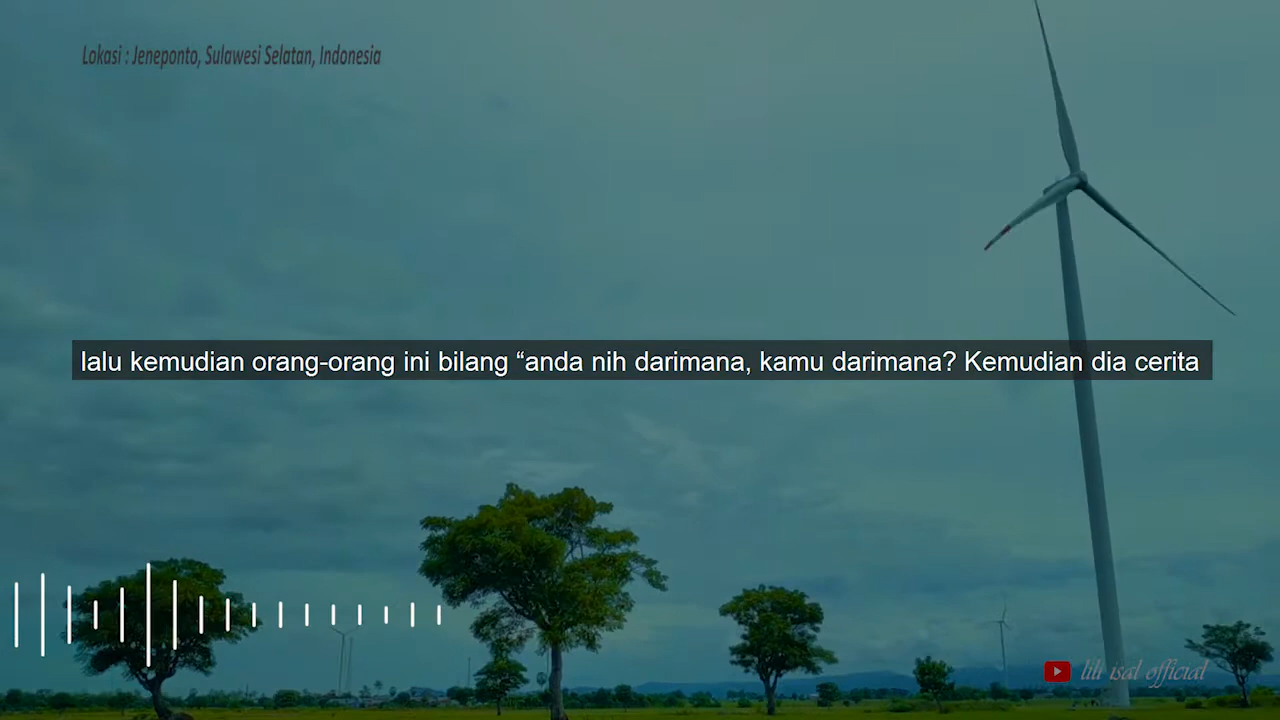 Lokasi : Jeneponto, Sulawesi Selatan, Indonesia
lalu kemudian orang-orang ini bilang “anda nih darimana, kamu darimana? Kemudian dia cerita
lili isal official